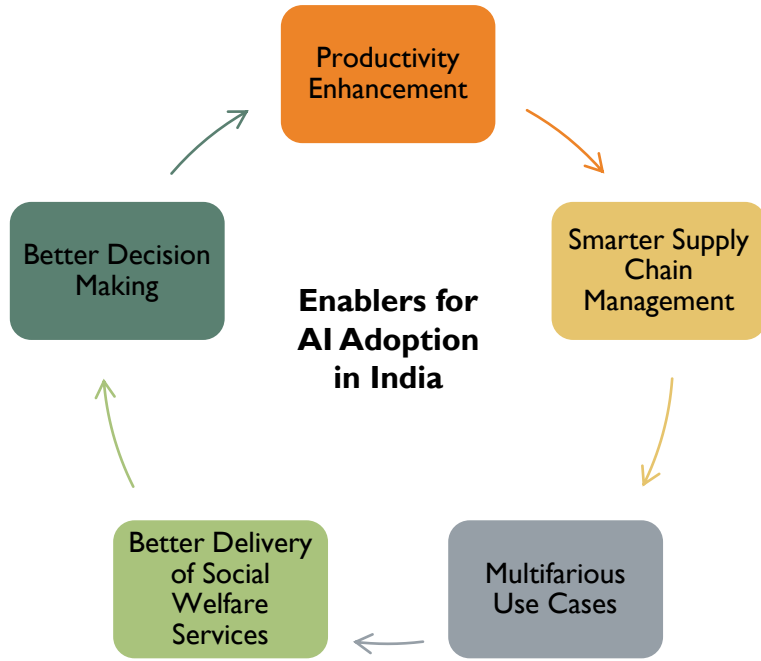 Productivity
Enhancement
Smarter Supply
Chain
Management
Multifarious
Use Cases
Better Delivery
of Social
Welfare
Services
Better Decision
Making
Enablers for
AI Adoption
in India